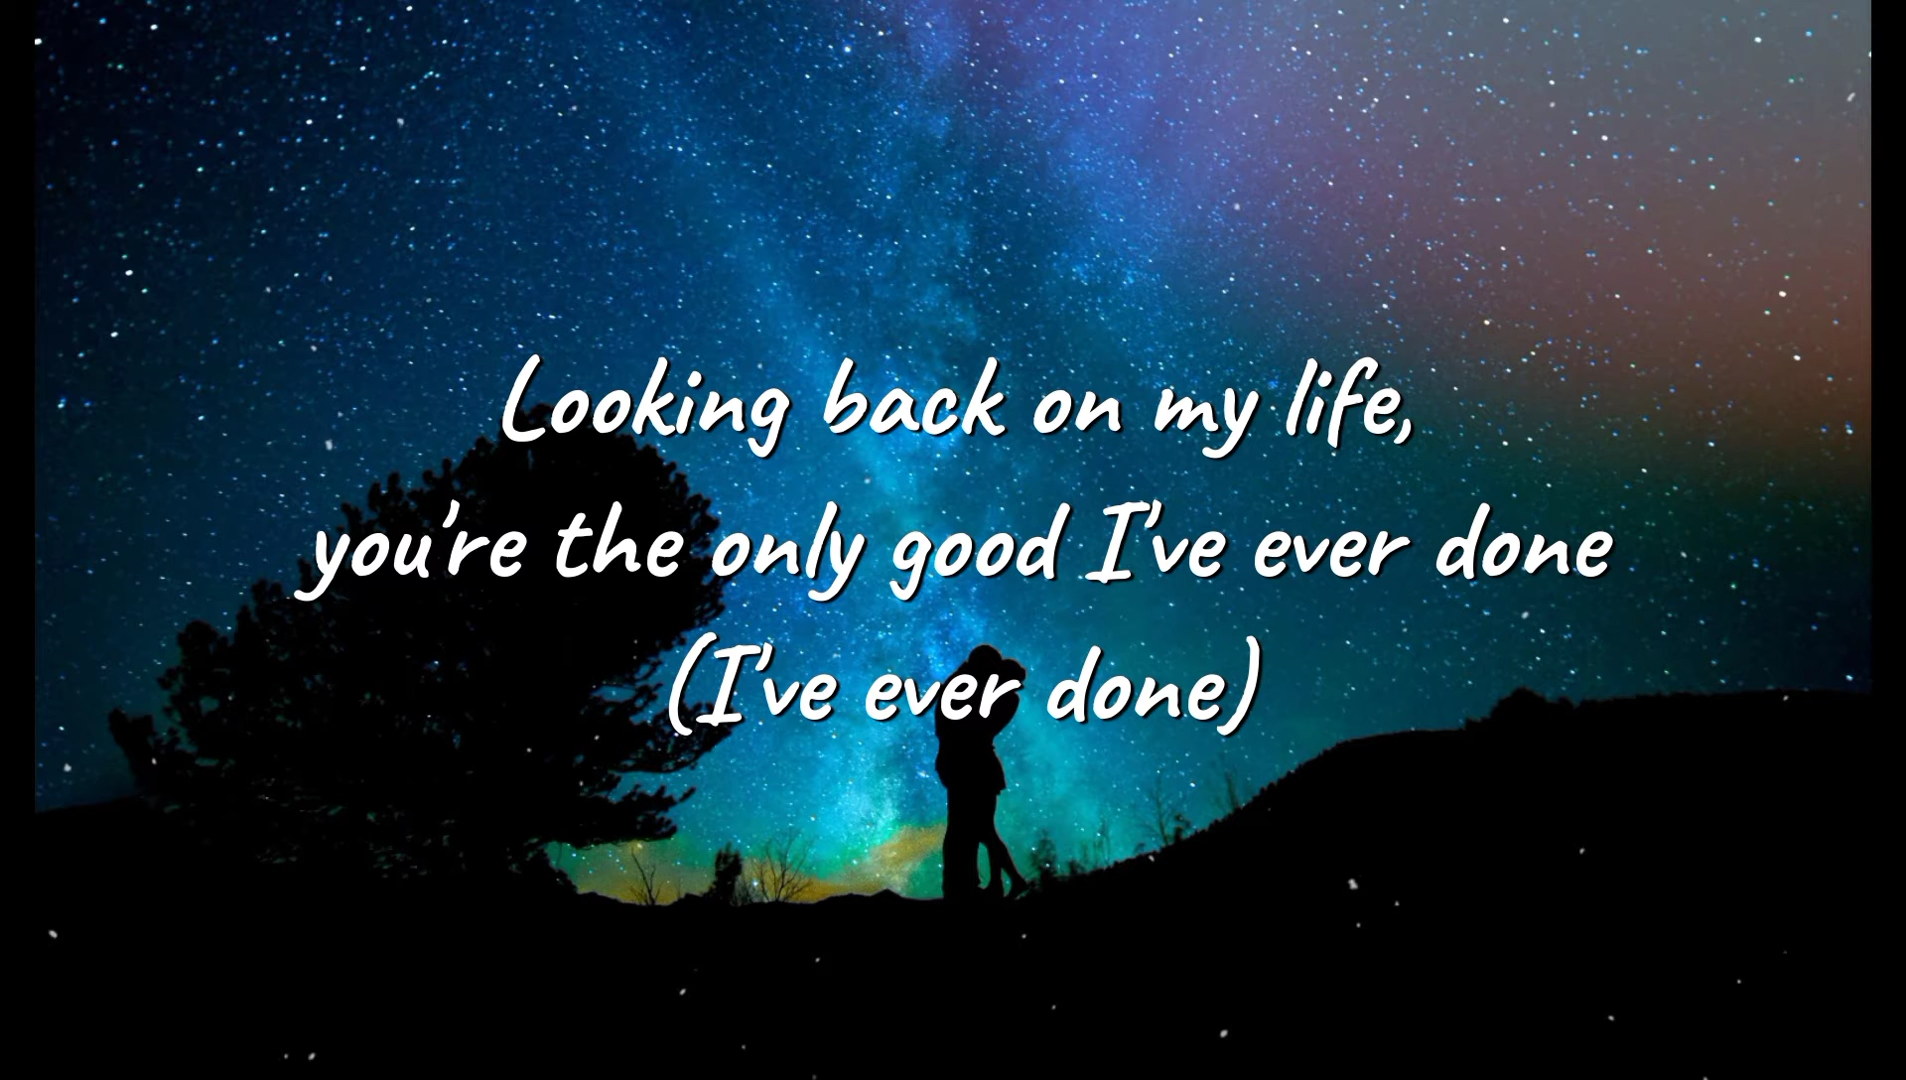 Looking back on my life,
you're the only good I've ever done
(I've ever done)